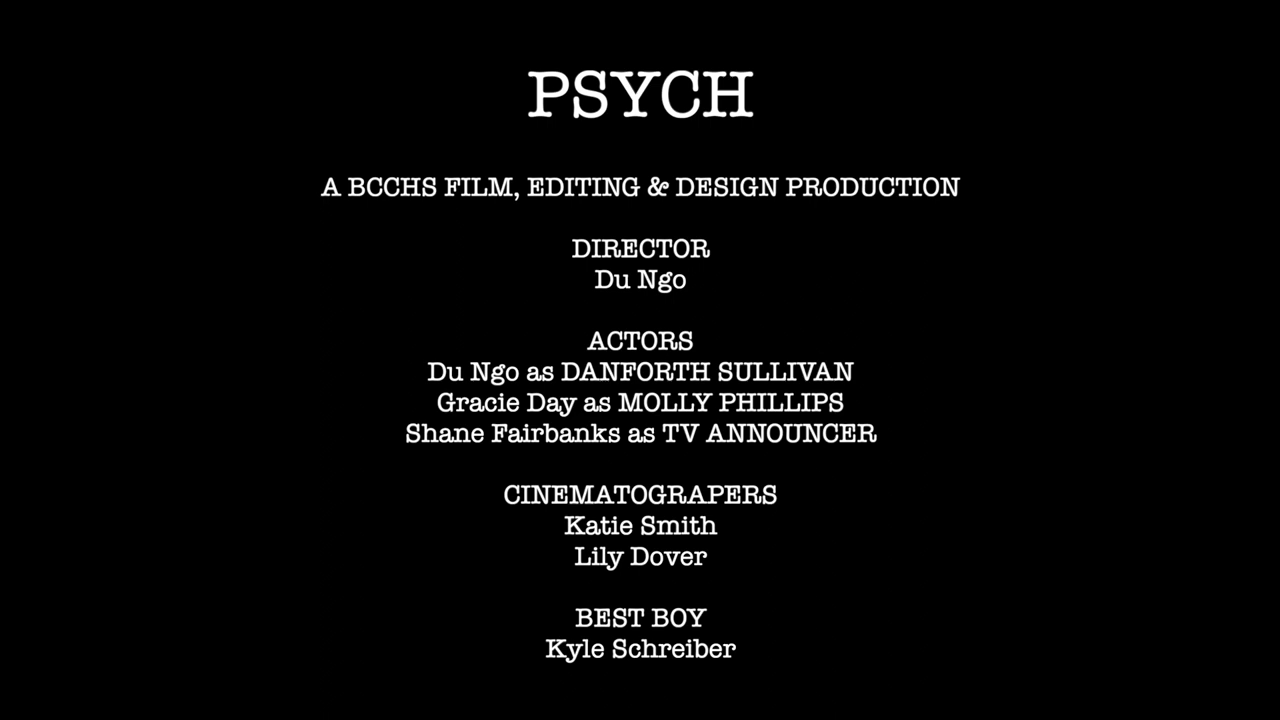 PSYCH
A BCCHS FILM, EDITING & DESIGN PRODUCTION
DIRECTOR
Du Ngo
ACTORS
Du Ngo as DANFORTH SULLIVAN
Gracie Day as MOLLY PHILLIPS
Shane Fairbanks as TV ANNOUNCER
CINEMATOGRAPERS
Katie Smith
Lily Dover
BEST BOY
Kyle Schreiber